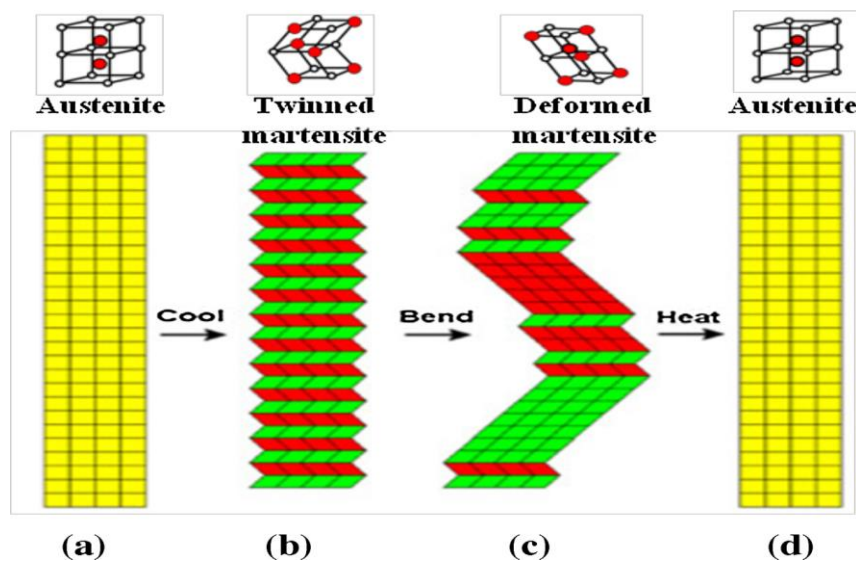 Austenite
Twinned
martensite
Deformed
martensite
Austenite
Cool
Bend
Heat
(a)
(b)
(c)
(d)